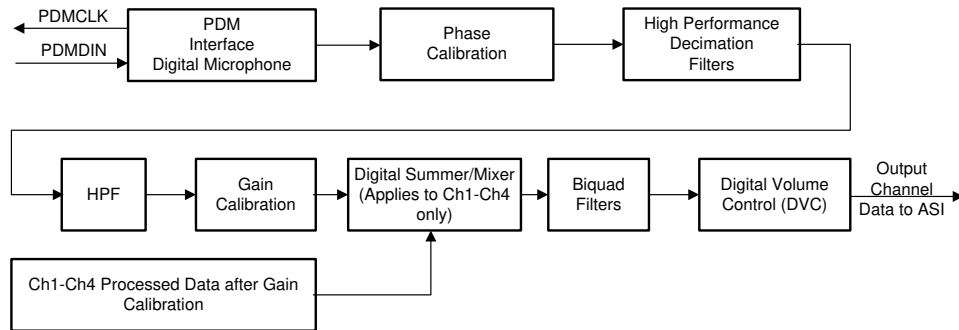 PDMCLK
PDMDIN
PDM
Interface
Digital Microphone
Phase
Calibration
High Performance
Decimation
Filters
HPF
Gain
Calibration
Digital Summer/Mixer
(Applies to Ch1-Ch4
only)
Biquad
Filters
Digital Volume
Control (DVC)
Output
Channel
Data to ASI
Ch1-Ch4 Processed Data after Gain
Calibration